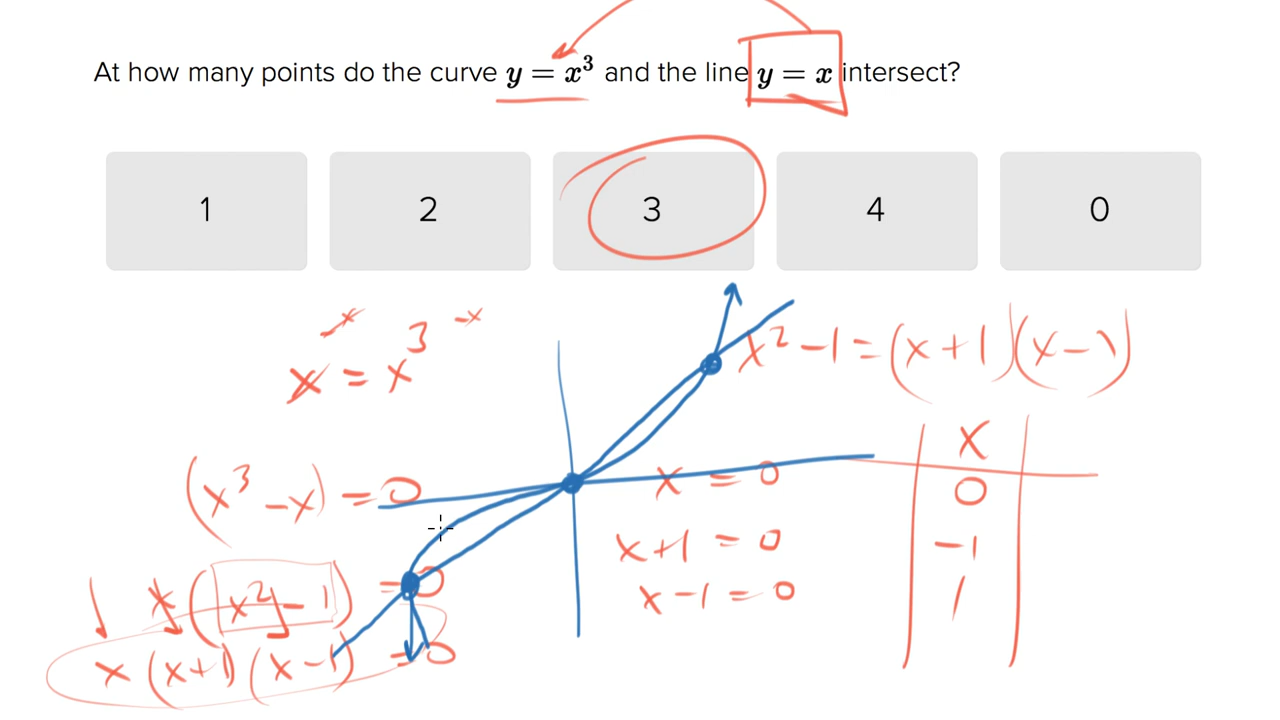 At how many points do the curve y = x³ and the line y = x intersect?
1 2 3 4 0
-x -x
x = x³
x² - 1 = (x+1)(x-1)
(x³ - x) = 0
x = 0
x+1 = 0
x-1 = 0
x
0
-1
1
x(x² - 1) = 0
x(x+1)(x-1) = 0